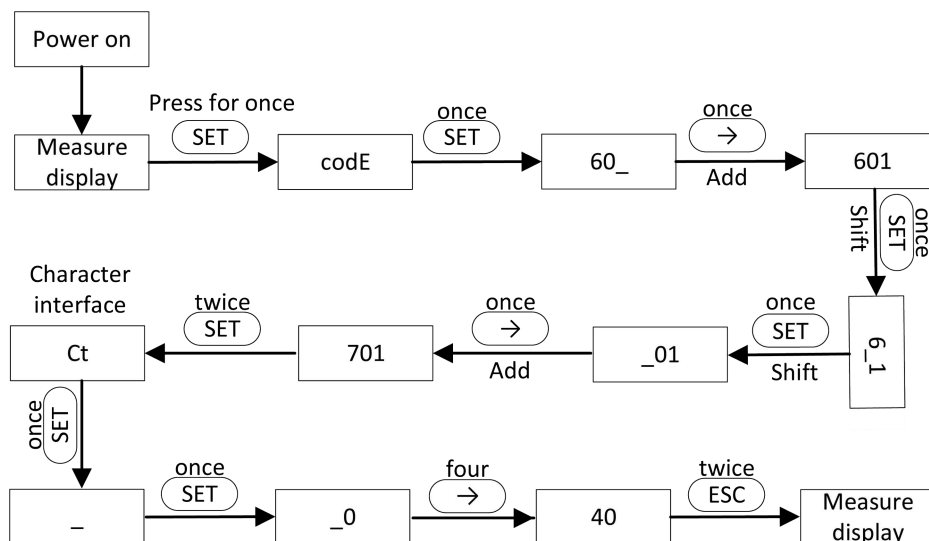 Power on
Press for once
SET
Measure
display
codE
once
SET
60_
once
→
Add
601
once
SET
Shift
6_1
once
SET
Shift
_01
once
→
Add
701
twice
SET
Character
interface
Ct
once
SET
_
once
SET
_0
four
→
40
twice
ESC
Measure
display